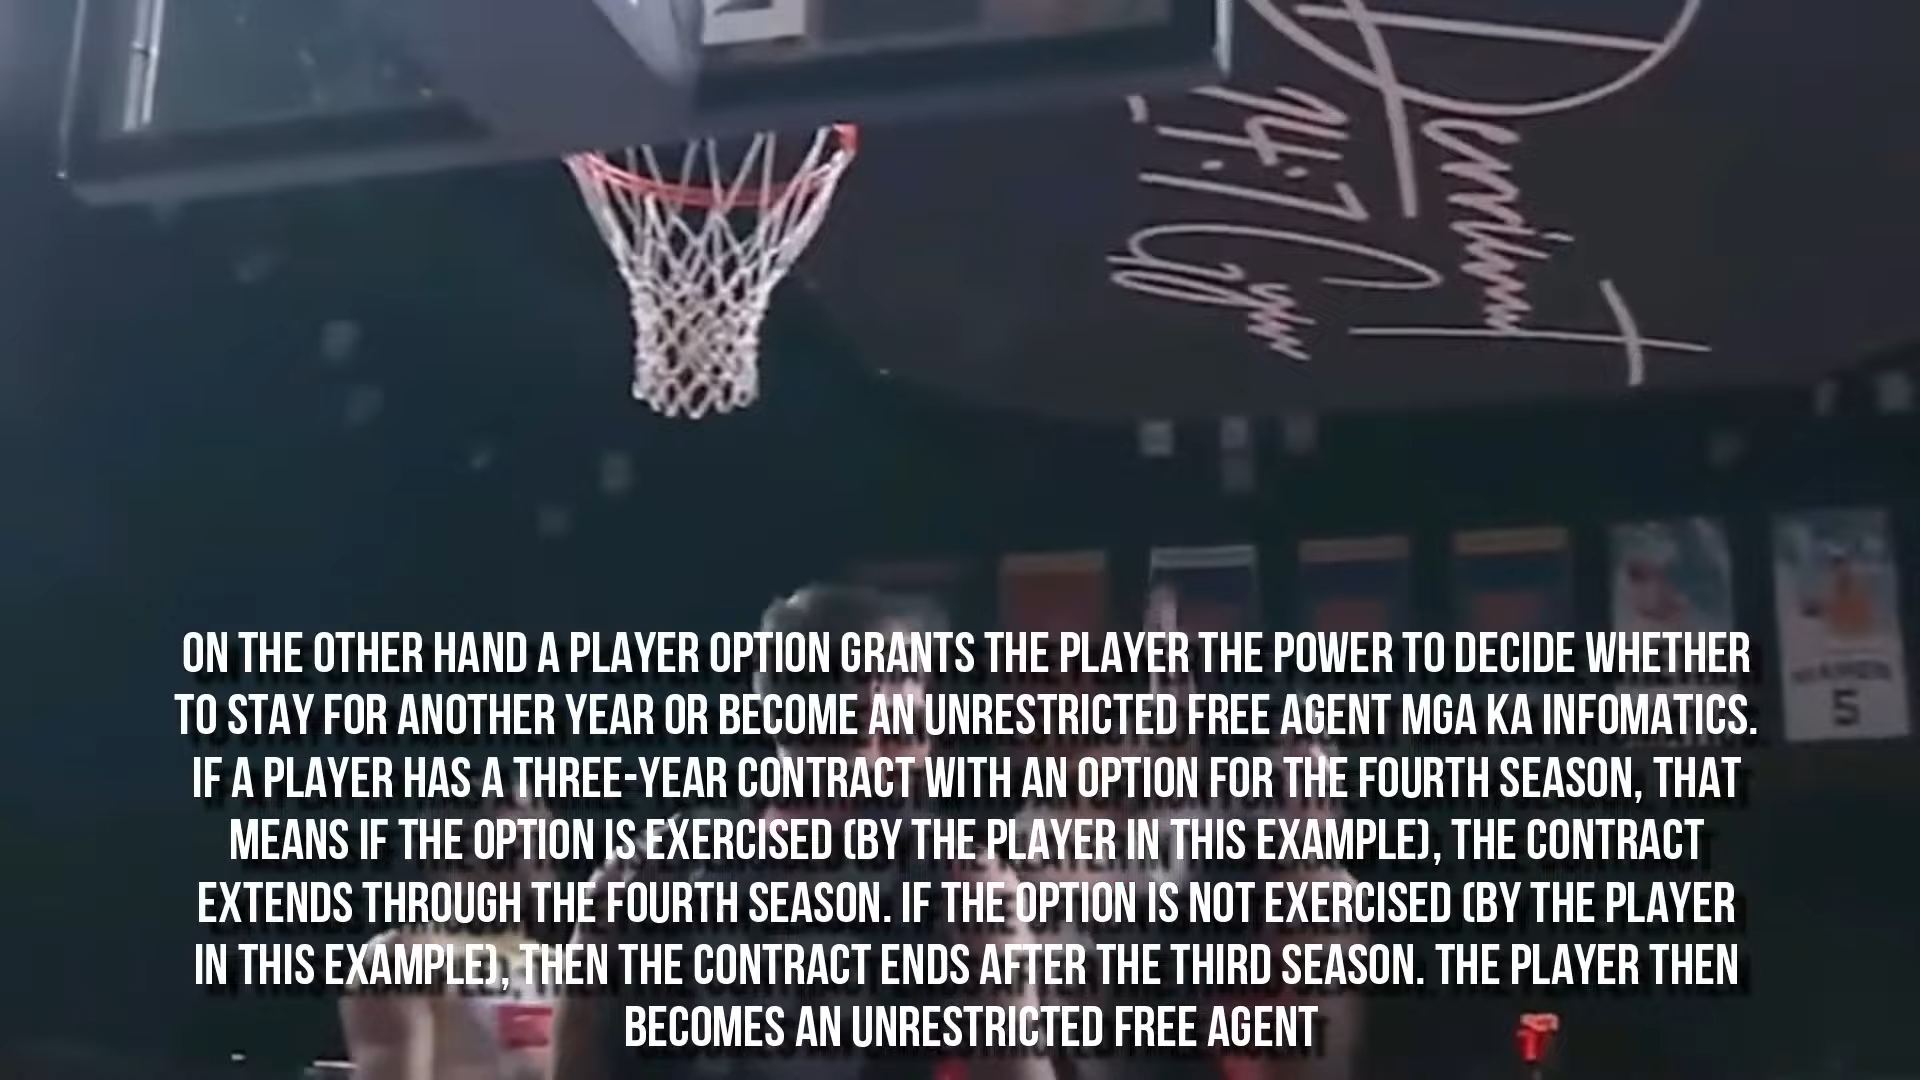 ON THE OTHER HAND A PLAYER OPTION GRANTS THE PLAYER THE POWER TO DECIDE WHETHER
TO STAY FOR ANOTHER YEAR OR BECOME AN UNRESTRICTED FREE AGENT MGA KA INFOMATICS.
IF A PLAYER HAS A THREE-YEAR CONTRACT WITH AN OPTION FOR THE FOURTH SEASON, THAT
MEANS IF THE OPTION IS EXERCISED (BY THE PLAYER IN THIS EXAMPLE), THE CONTRACT
EXTENDS THROUGH THE FOURTH SEASON. IF THE OPTION IS NOT EXERCISED (BY THE PLAYER
IN THIS EXAMPLE), THEN THE CONTRACT ENDS AFTER THE THIRD SEASON. THE PLAYER THEN
BECOMES AN UNRESTRICTED FREE AGENT
5